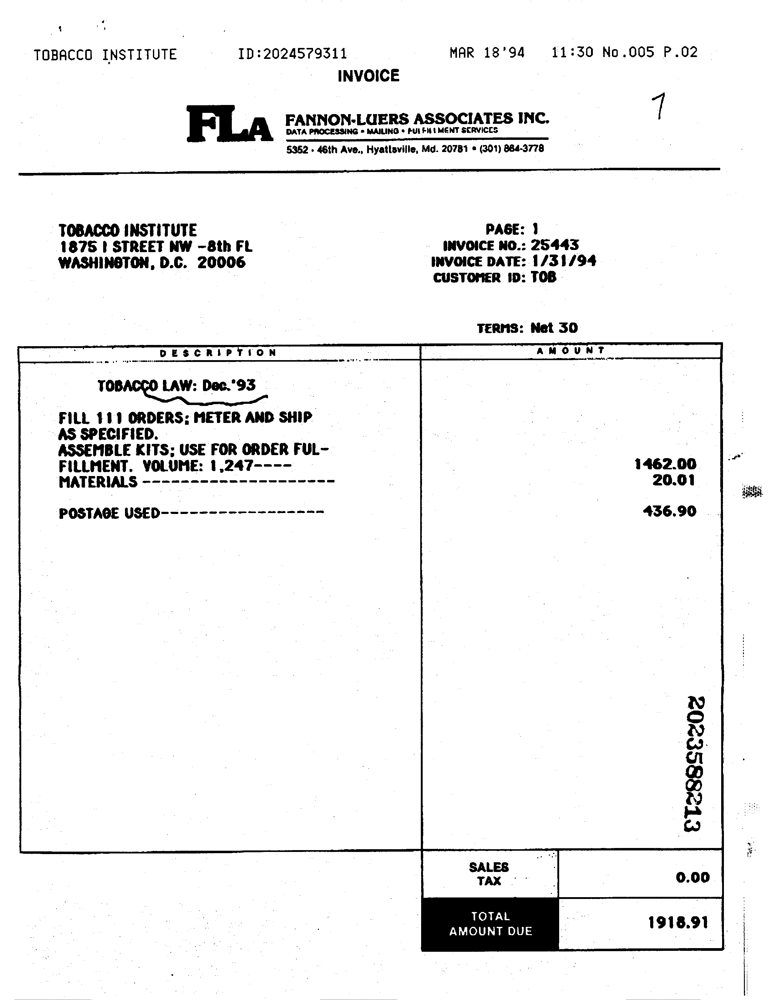 TOBACCO INSTITUTE ID:2024579311 MAR 18'94 11:30 No.005 P.02
INVOICE
7
FLA
FANNON-LUERS ASSOCIATES INC.
DATA PROCESSING • MAILING • FULFILLMENT SERVICES
5352 - 46th Ave., Hyattsville, Md. 20781 • (301) 864-3778
TOBACCO INSTITUTE
1875 I STREET NW -8th FL
WASHINGTON, D.C. 20006
PAGE: 1
INVOICE NO.: 25443
INVOICE DATE: 1/31/94
CUSTOMER ID: TOB
TERMS: Net 30
DESCRIPTION AMOUNT
TOBACCO LAW: Dec.'93
FILL 111 ORDERS; METER AND SHIP
AS SPECIFIED.
ASSEMBLE KITS; USE FOR ORDER FUL-
FILLMENT. VOLUME: 1,247---- 1462.00
MATERIALS -------------------- 20.01
POSTAGE USED----------------- 436.90
2023588213
SALES
TAX 0.00
TOTAL
AMOUNT DUE 1918.91